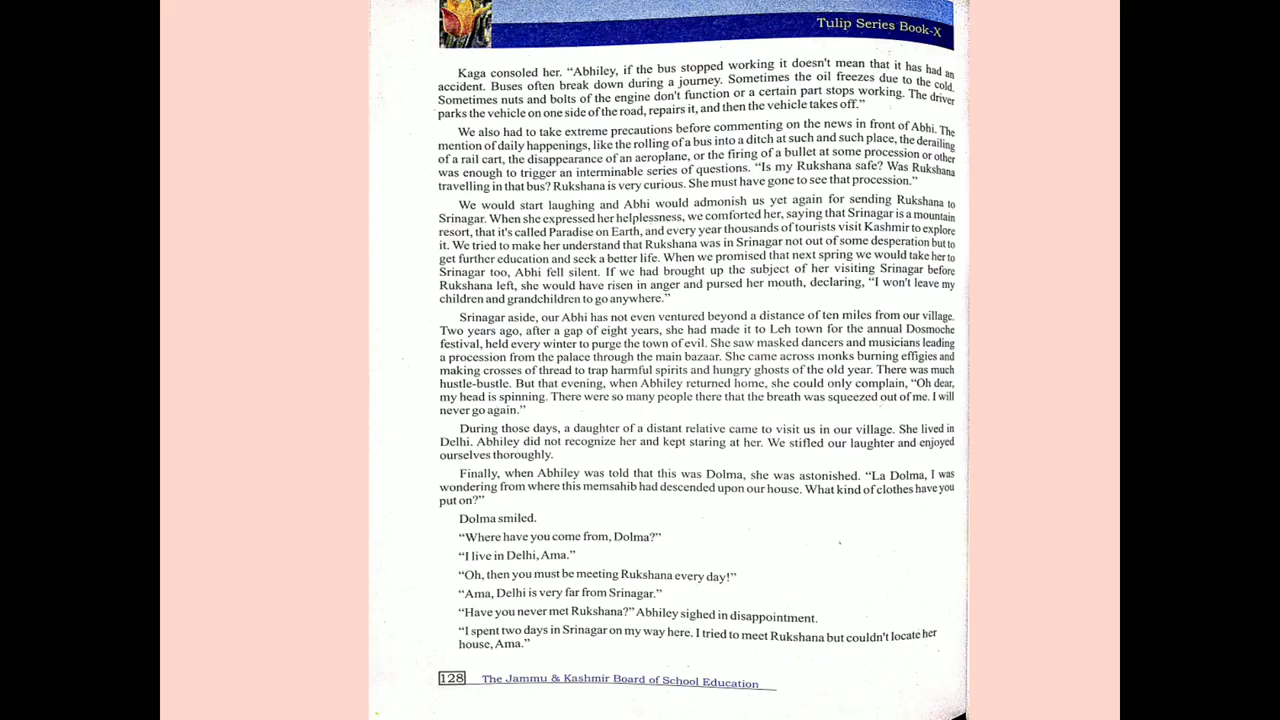 Tulip Series Book-X
Kaga consoled her. “Abhiley, if the bus stopped working it doesn't mean that it has had an
accident. Buses often break down during a journey. Sometimes the oil freezes due to the cold.
Sometimes nuts and bolts of the engine don't function or a certain part stops working. The driver
parks the vehicle on one side of the road, repairs it, and then the vehicle takes off.”
We also had to take extreme precautions before commenting on the news in front of Abhi. The
mention of daily happenings, like the rolling of a bus into a ditch at such and such place, the derailing
of a rail cart, the disappearance of an aeroplane, or the firing of a bullet at some procession or other
was enough to trigger an interminable series of questions. “Is my Rukshana safe? Was Rukshana
travelling in that bus? Rukshana is very curious. She must have gone to see that procession.”
We would start laughing and Abhi would admonish us yet again for sending Rukshana to
Srinagar. When she expressed her helplessness, we comforted her, saying that Srinagar is a mountain
resort, that it's called Paradise on Earth, and every year thousands of tourists visit Kashmir to explore
it. We tried to make her understand that Rukshana was in Srinagar not out of some desperation but to
get further education and seek a better life. When we promised that next spring we would take her to
Srinagar too, Abhi fell silent. If we had brought up the subject of her visiting Srinagar before
Rukshana left, she would have risen in anger and pursed her mouth, declaring, “I won't leave my
children and grandchildren to go anywhere.”
Srinagar aside, our Abhi has not even ventured beyond a distance of ten miles from our village.
Two years ago, after a gap of eight years, she had made it to Leh town for the annual Dosmoche
festival, held every winter to purge the town of evil. She saw masked dancers and musicians leading
a procession from the palace through the main bazaar. She came across monks burning effigies and
making crosses of thread to trap harmful spirits and hungry ghosts of the old year. There was much
hustle-bustle. But that evening, when Abhiley returned home, she could only complain, “Oh dear,
my head is spinning. There were so many people there that the breath was squeezed out of me. I will
never go again.”
During those days, a daughter of a distant relative came to visit us in our village. She lived in
Delhi. Abhiley did not recognize her and kept staring at her. We stifled our laughter and enjoyed
ourselves thoroughly.
Finally, when Abhiley was told that this was Dolma, she was astonished. “La Dolma, I was
wondering from where this memsahib had descended upon our house. What kind of clothes have you
put on?”
Dolma smiled.
“Where have you come from, Dolma?”
“I live in Delhi, Ama.”
“Oh, then you must be meeting Rukshana every day!”
“Ama, Delhi is very far from Srinagar.”
“Have you never met Rukshana?” Abhiley sighed in disappointment.
“I spent two days in Srinagar on my way here. I tried to meet Rukshana but couldn't locate her
house, Ama.”
128 The Jammu & Kashmir Board of School Education